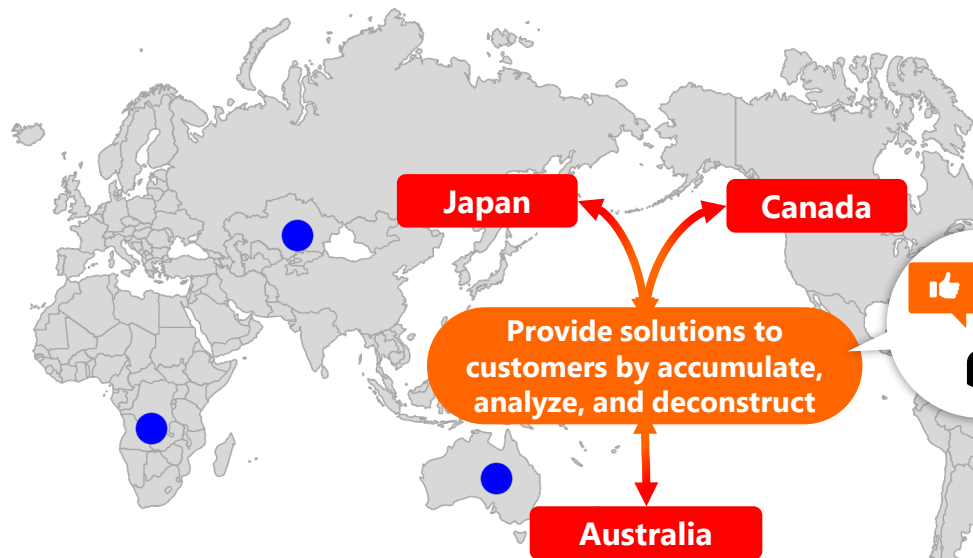 Japan
Canada
Provide solutions to
customers by accumulate,
analyze, and deconstruct
Australia